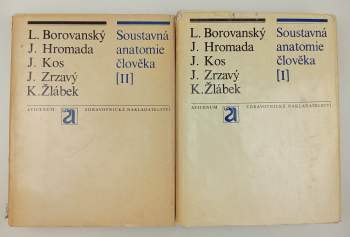 L. Borovanský
J. Hromada
J. Kos
J. Zrzavý
K. Žlábek
Soustavná
anatomie
člověka
[II]
AVICENUM
ZDRAVOTNICKÉ NAKLADATELSTVÍ
L. Borovanský
J. Hromada
J. Kos
J. Zrzavý
K. Žlábek
Soustavná
anatomie
člověka
[I]
AVICENUM
ZDRAVOTNICKÉ NAKLADATELSTVÍ